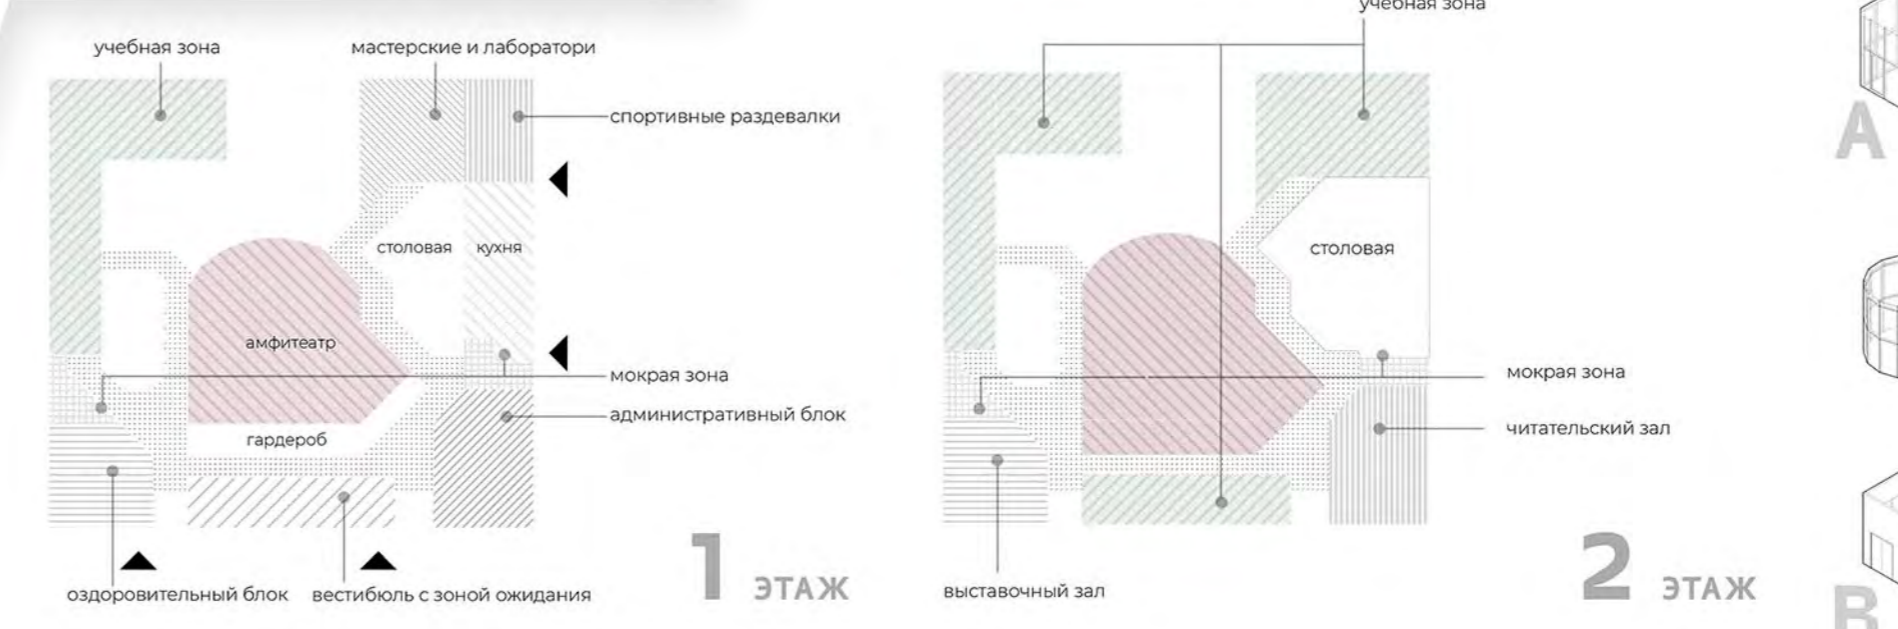 учебная зона
мастерские и лаборатори
спортивные раздевалки
столовая
кухня
амфитеатр
мокрая зона
административный блок
гардероб
оздоровительный блок
вестибюль с зоной ожидания
1 ЭТАЖ
учебная зона
столовая
мокрая зона
читательский зал
выставочный зал
2 ЭТАЖ
А
В